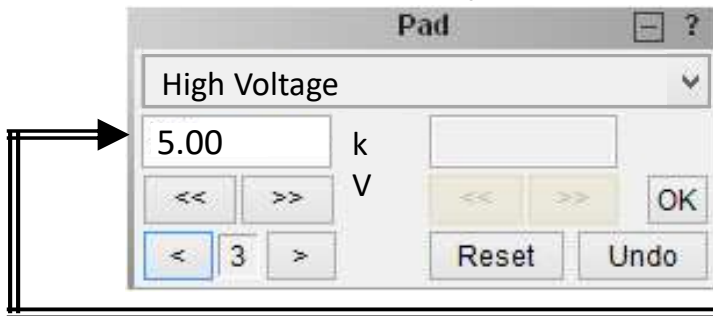 Pad − ?
High Voltage
5.00 k
V
<< >> << >> OK
< 3 > Reset Undo